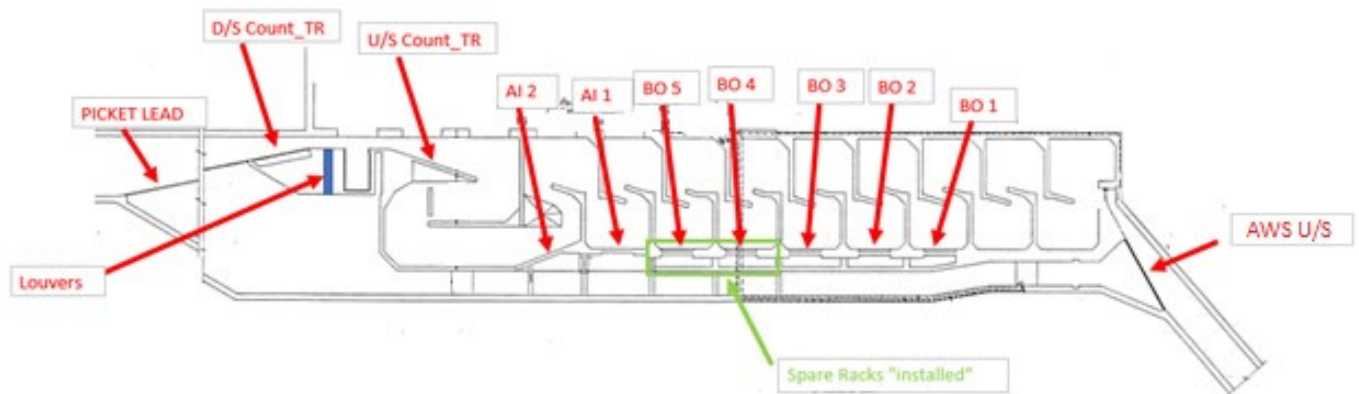 D/S Count_TR
U/S Count_TR
PICKET LEAD
AI 2
AI 1
BO 5
BO 4
BO 3
BO 2
BO 1
AWS U/S
Louvers
Spare Racks "installed"